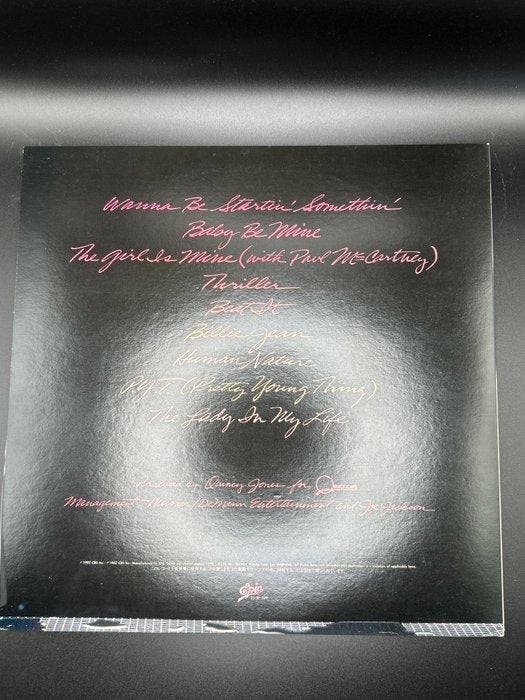 Wanna Be Startin' Somethin'
Baby Be Mine
The Girl Is Mine (with Paul McCartney)
Thriller
Beat It
Billie Jean
Human Nature
P.Y.T. (Pretty Young Thing)
The Lady In My Life
Produced by Quincy Jones for
Management - Weisner/DeMann Entertainment and Joe Jackson
Epic